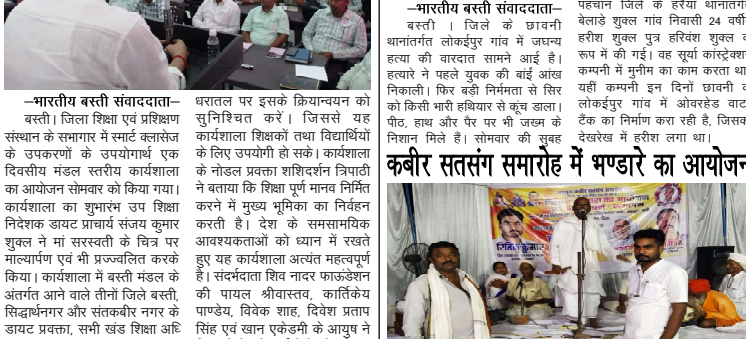 —भारतीय बस्ती संवाददाता—
बस्ती। जिला शिक्षा एवं प्रशिक्षण
संस्थान के सभागार में स्मार्ट क्लासेज
के उपकरणों के उपयोगार्थ एक
दिवसीय मंडल स्तरीय कार्यशाला
का आयोजन सोमवार को किया गया।
कार्यशाला का शुभारंभ उप शिक्षा
निदेशक डायट प्राचार्य संजय कुमार
शुक्ल ने मां सरस्वती के चित्र पर
माल्यार्पण एवं भी प्रज्ज्वलित करके
किया। कार्यशाला में बस्ती मंडल के
अंतर्गत आने वाले तीनों जिले बस्ती,
सिद्धार्थनगर और संतकबीर नगर के
डायट प्रवक्ता, सभी खंड शिक्षा अधि
धरातल पर इसके क्रियान्वयन को
सुनिश्चित करें। जिससे यह
कार्यशाला शिक्षकों तथा विद्यार्थियों
के लिए उपयोगी हो सके। कार्यशाला
के नोडल प्रवक्ता शशिदर्शन त्रिपाठी
ने बताया कि शिक्षा पूर्ण मानव निर्मित
करने में मुख्य भूमिका का निर्वहन
करती है। देश के समसामयिक
आवश्यकताओं को ध्यान में रखते
हुए यह कार्यशाला अत्यंत महत्वपूर्ण
है। संदर्भदाता शिव नादर फाऊंडेशन
की पायल श्रीवास्तव, कार्तिकेय
पाण्डेय, विवेक शाह, दिवेश प्रताप
सिंह एवं खान एकेडमी के आयुष ने
—भारतीय बस्ती संवाददाता—
बस्ती । जिले के छावनी
थानांतर्गत लोकईपुर गांव में जघन्य
हत्या की वारदात सामने आई है।
हत्यारे ने पहले युवक की बांईं आंख
निकाली। फिर बड़ी निर्ममता से सिर
को किसी भारी हथियार से कूंच डाला।
पीठ, हाथ और पैर पर भी जख्म के
निशान मिले हैं। सोमवार की सुबह
पहचान जिले के हरैया थानांतर्ग
बेलाड़े शुक्ल गांव निवासी 24 वर्षी
हरीश शुक्ल पुत्र हरिवंश शुक्ल
रूप में की गई। वह सूर्या कांस्ट्रेक्श
कम्पनी में मुनीम का काम करता था
यहीं कम्पनी इन दिनों छावनी
लोकईपुर गांव में ओवरहेड वाट
टैंक का निर्माण करा रही है, जिसक
देखरेख में हरीश लगा था।
कबीर सतसंग समारोह में भण्डारे का आयोजन